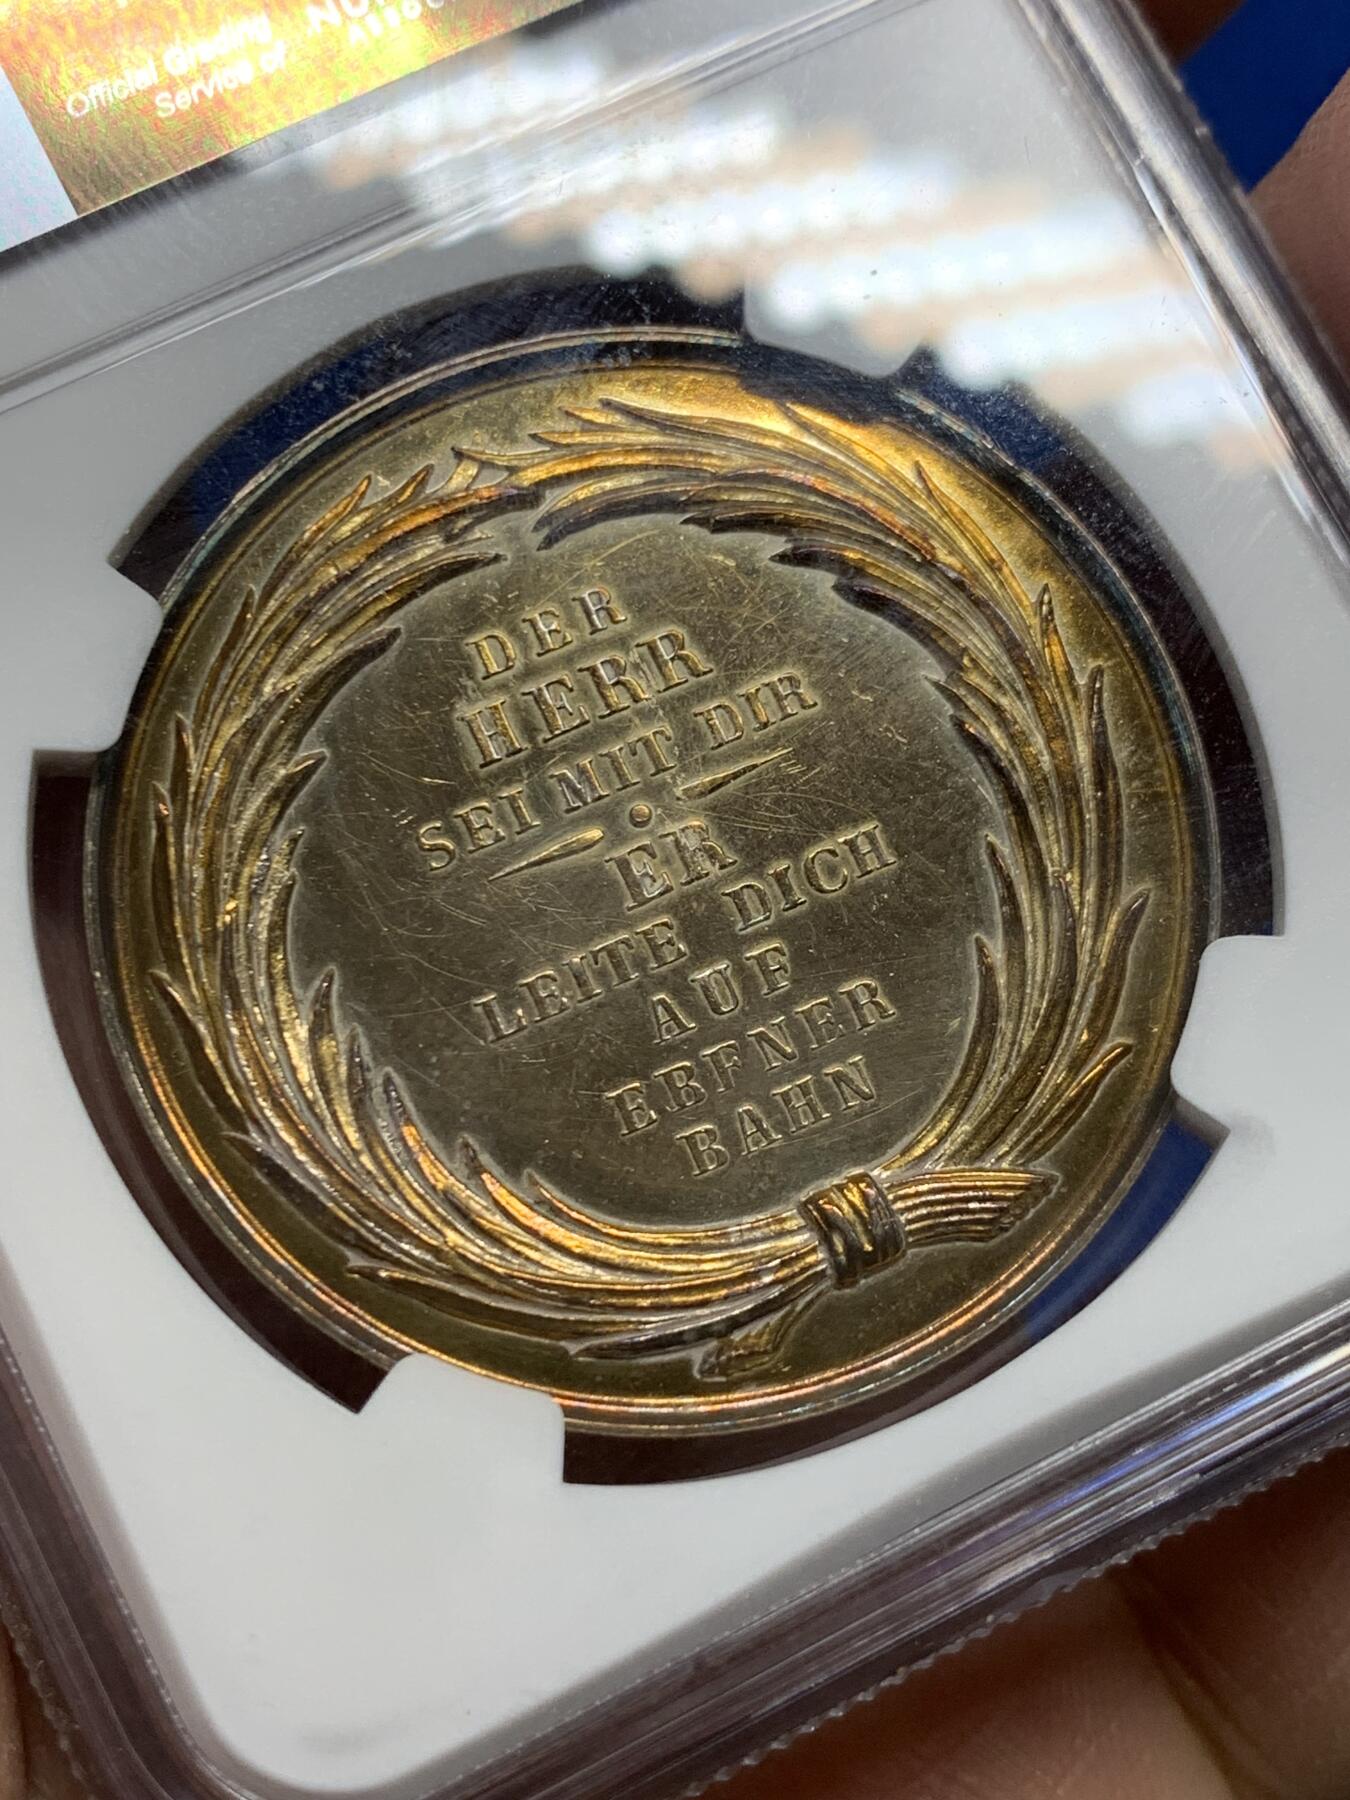 Official Grading
Service of
DER
HERR
SEI MIT DIR
ER
LEITE DICH
AUF
EBFNER
BAHN